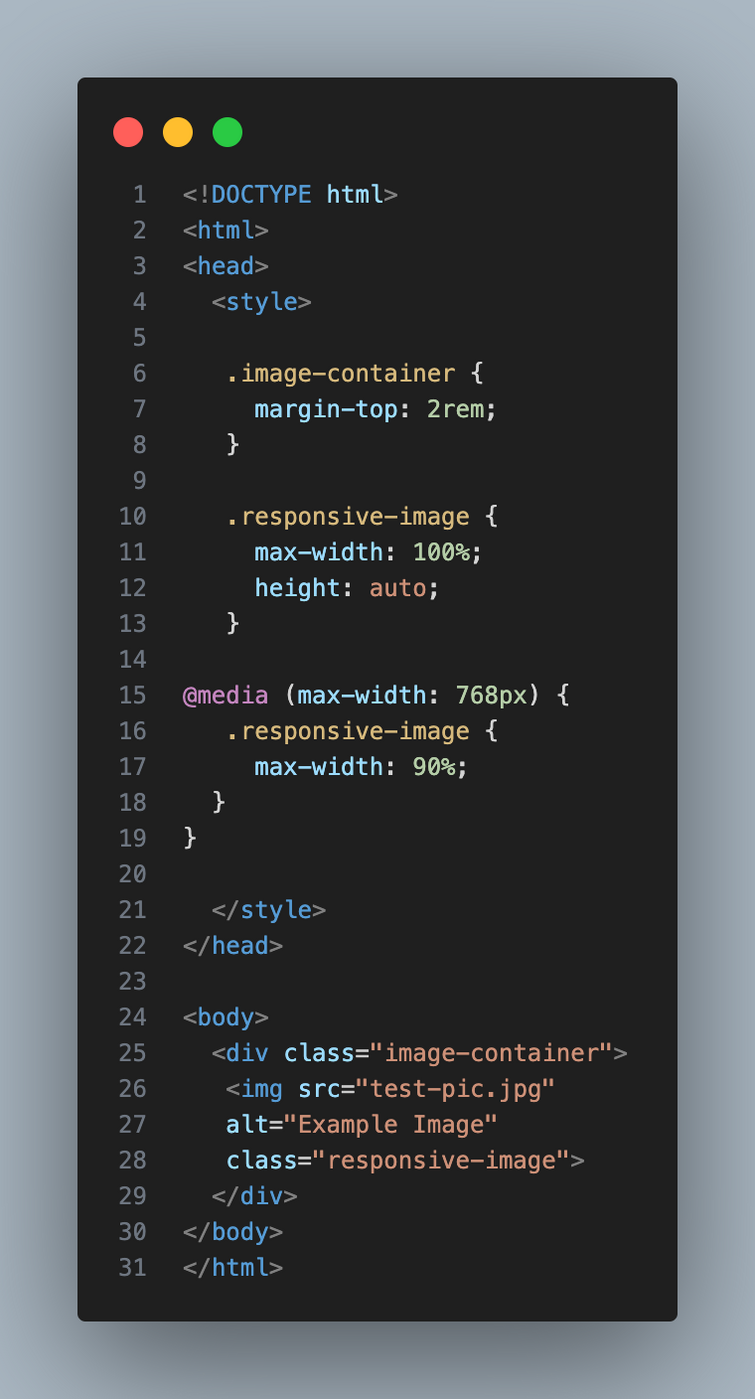 1 <!DOCTYPE html>
2 <html>
3 <head>
4   <style>
5
6    .image-container {
7      margin-top: 2rem;
8    }
9
10    .responsive-image {
11      max-width: 100%;
12      height: auto;
13    }
14
15 @media (max-width: 768px) {
16    .responsive-image {
17      max-width: 90%;
18   }
19 }
20
21   </style>
22 </head>
23
24 <body>
25   <div class="image-container">
26    <img src="test-pic.jpg"
27    alt="Example Image"
28    class="responsive-image">
29   </div>
30 </body>
31 </html>